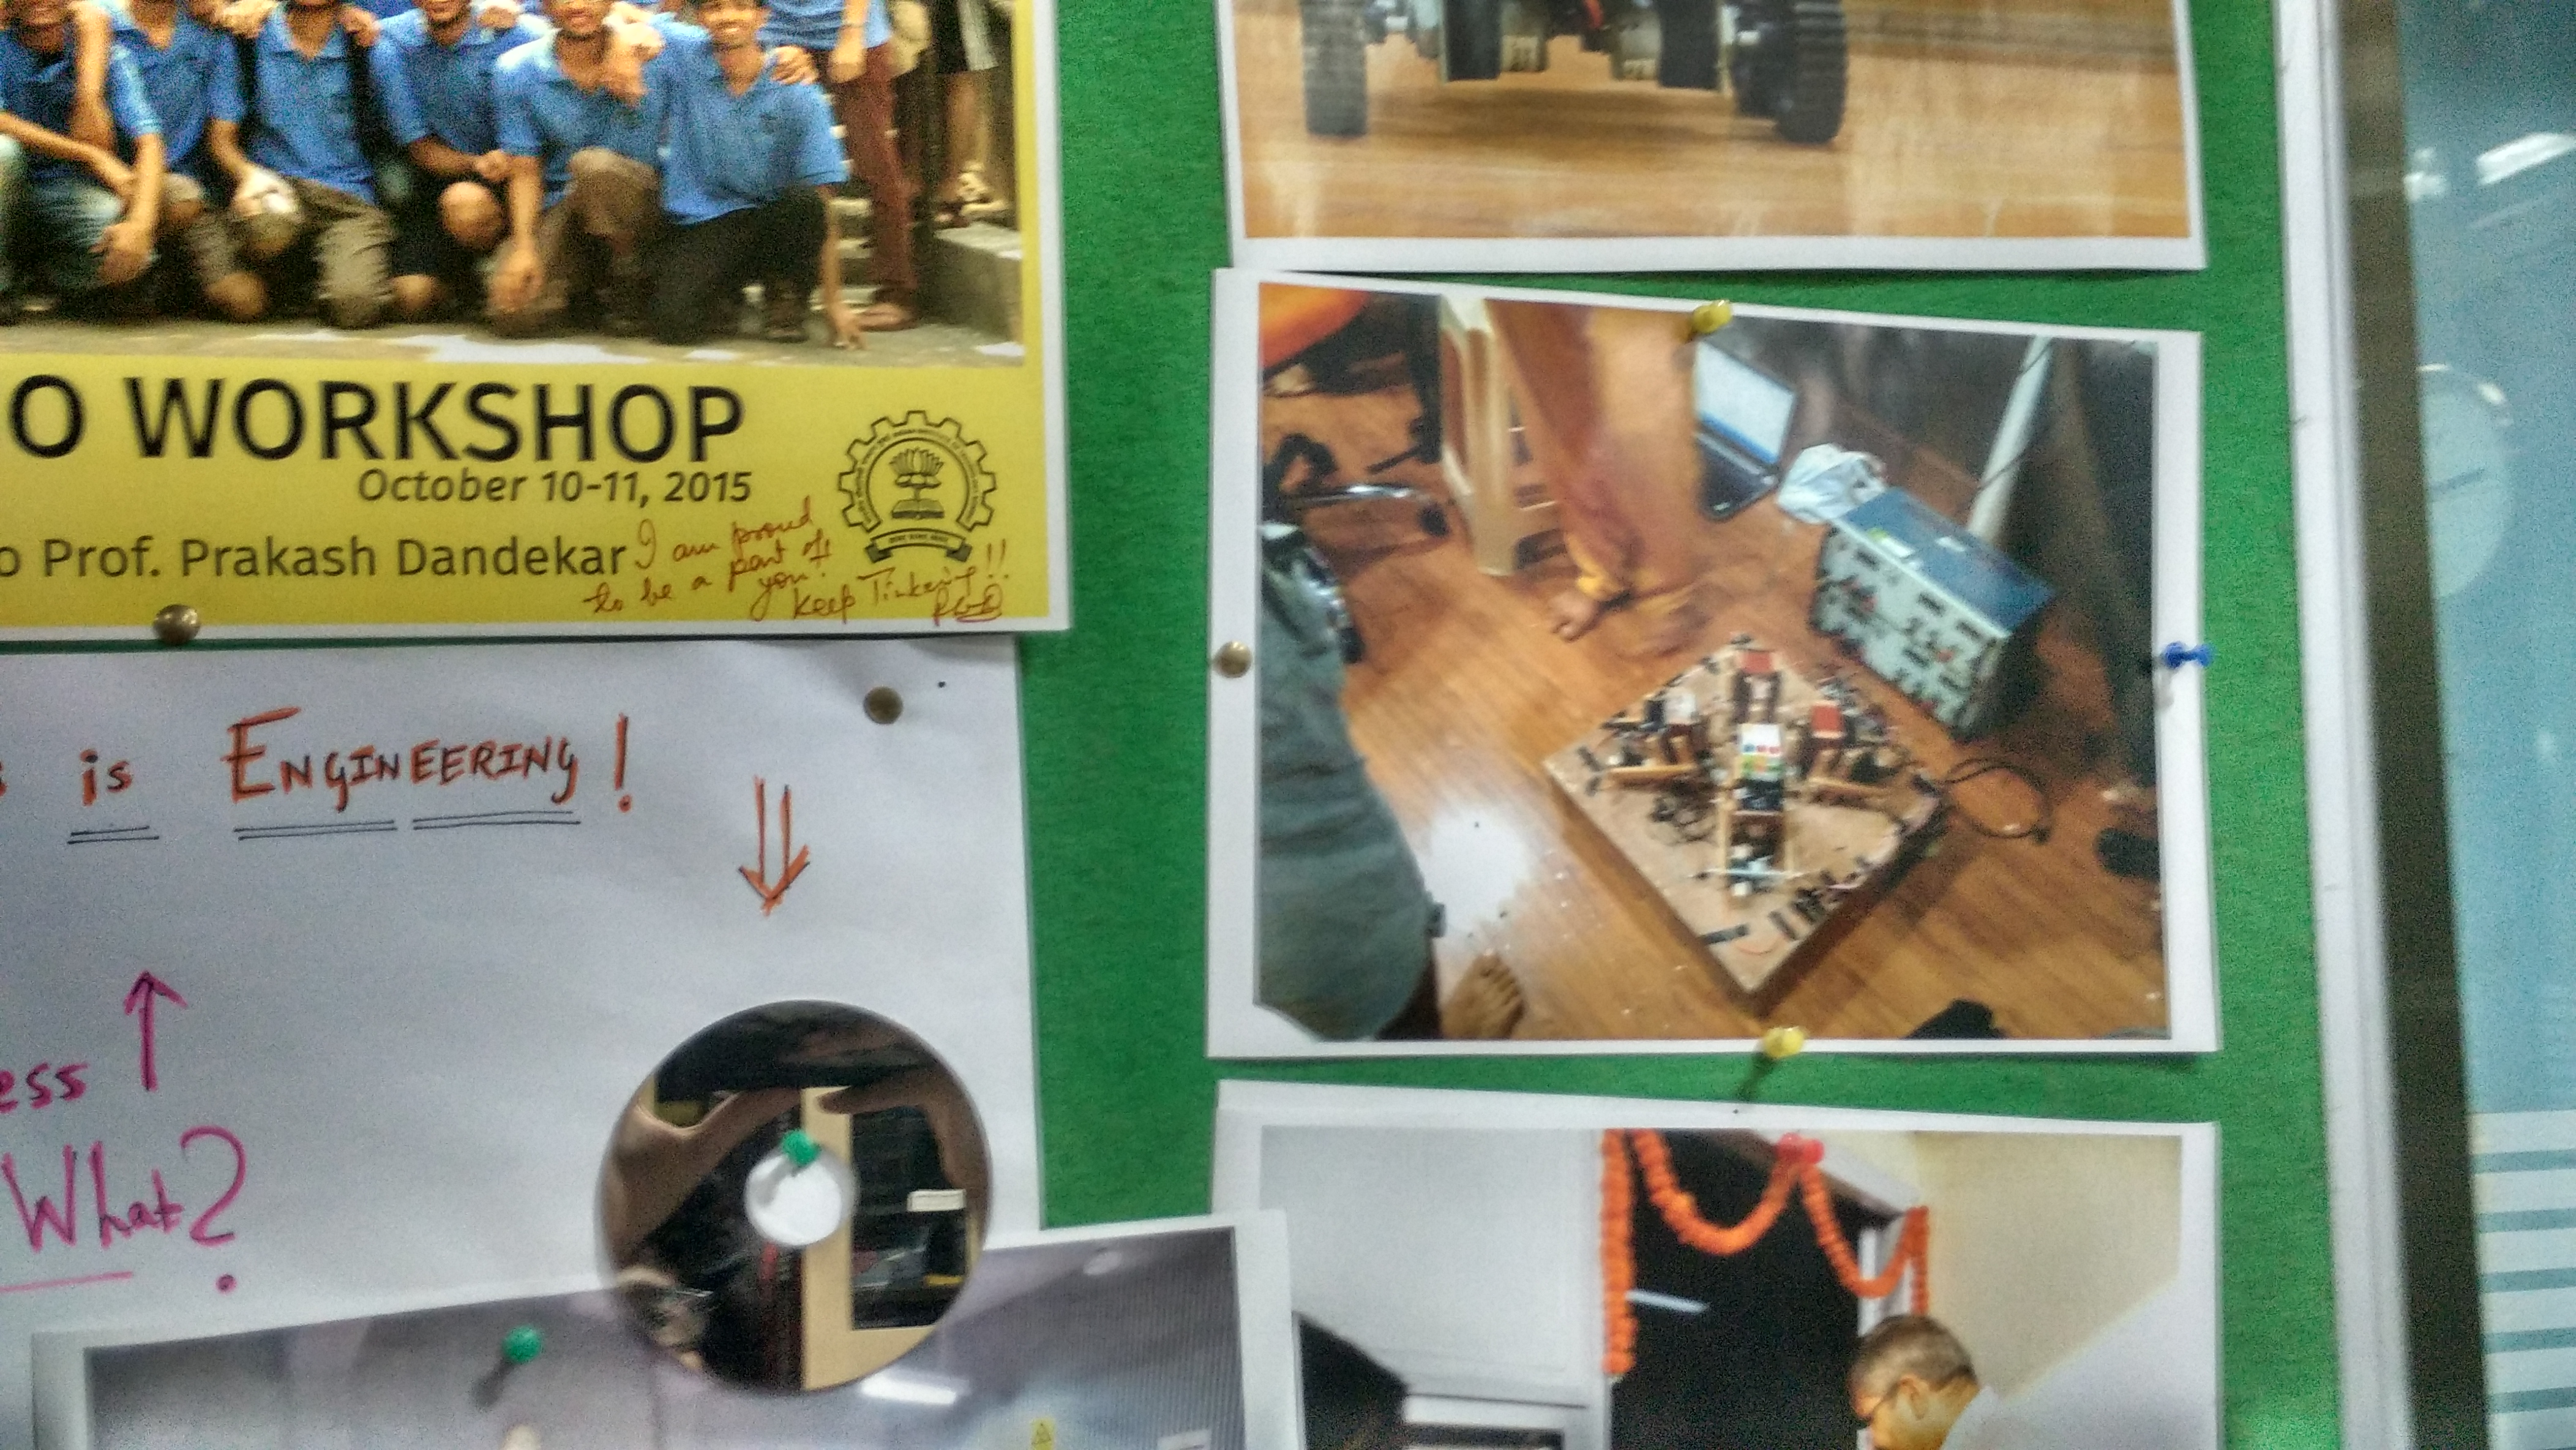 O WORKSHOP
October 10-11, 2015
o Prof. Prakash Dandekar
I am proud
to be a part of
you!
Keep Tinkering!!
is ENGINEERING!
ess
What?